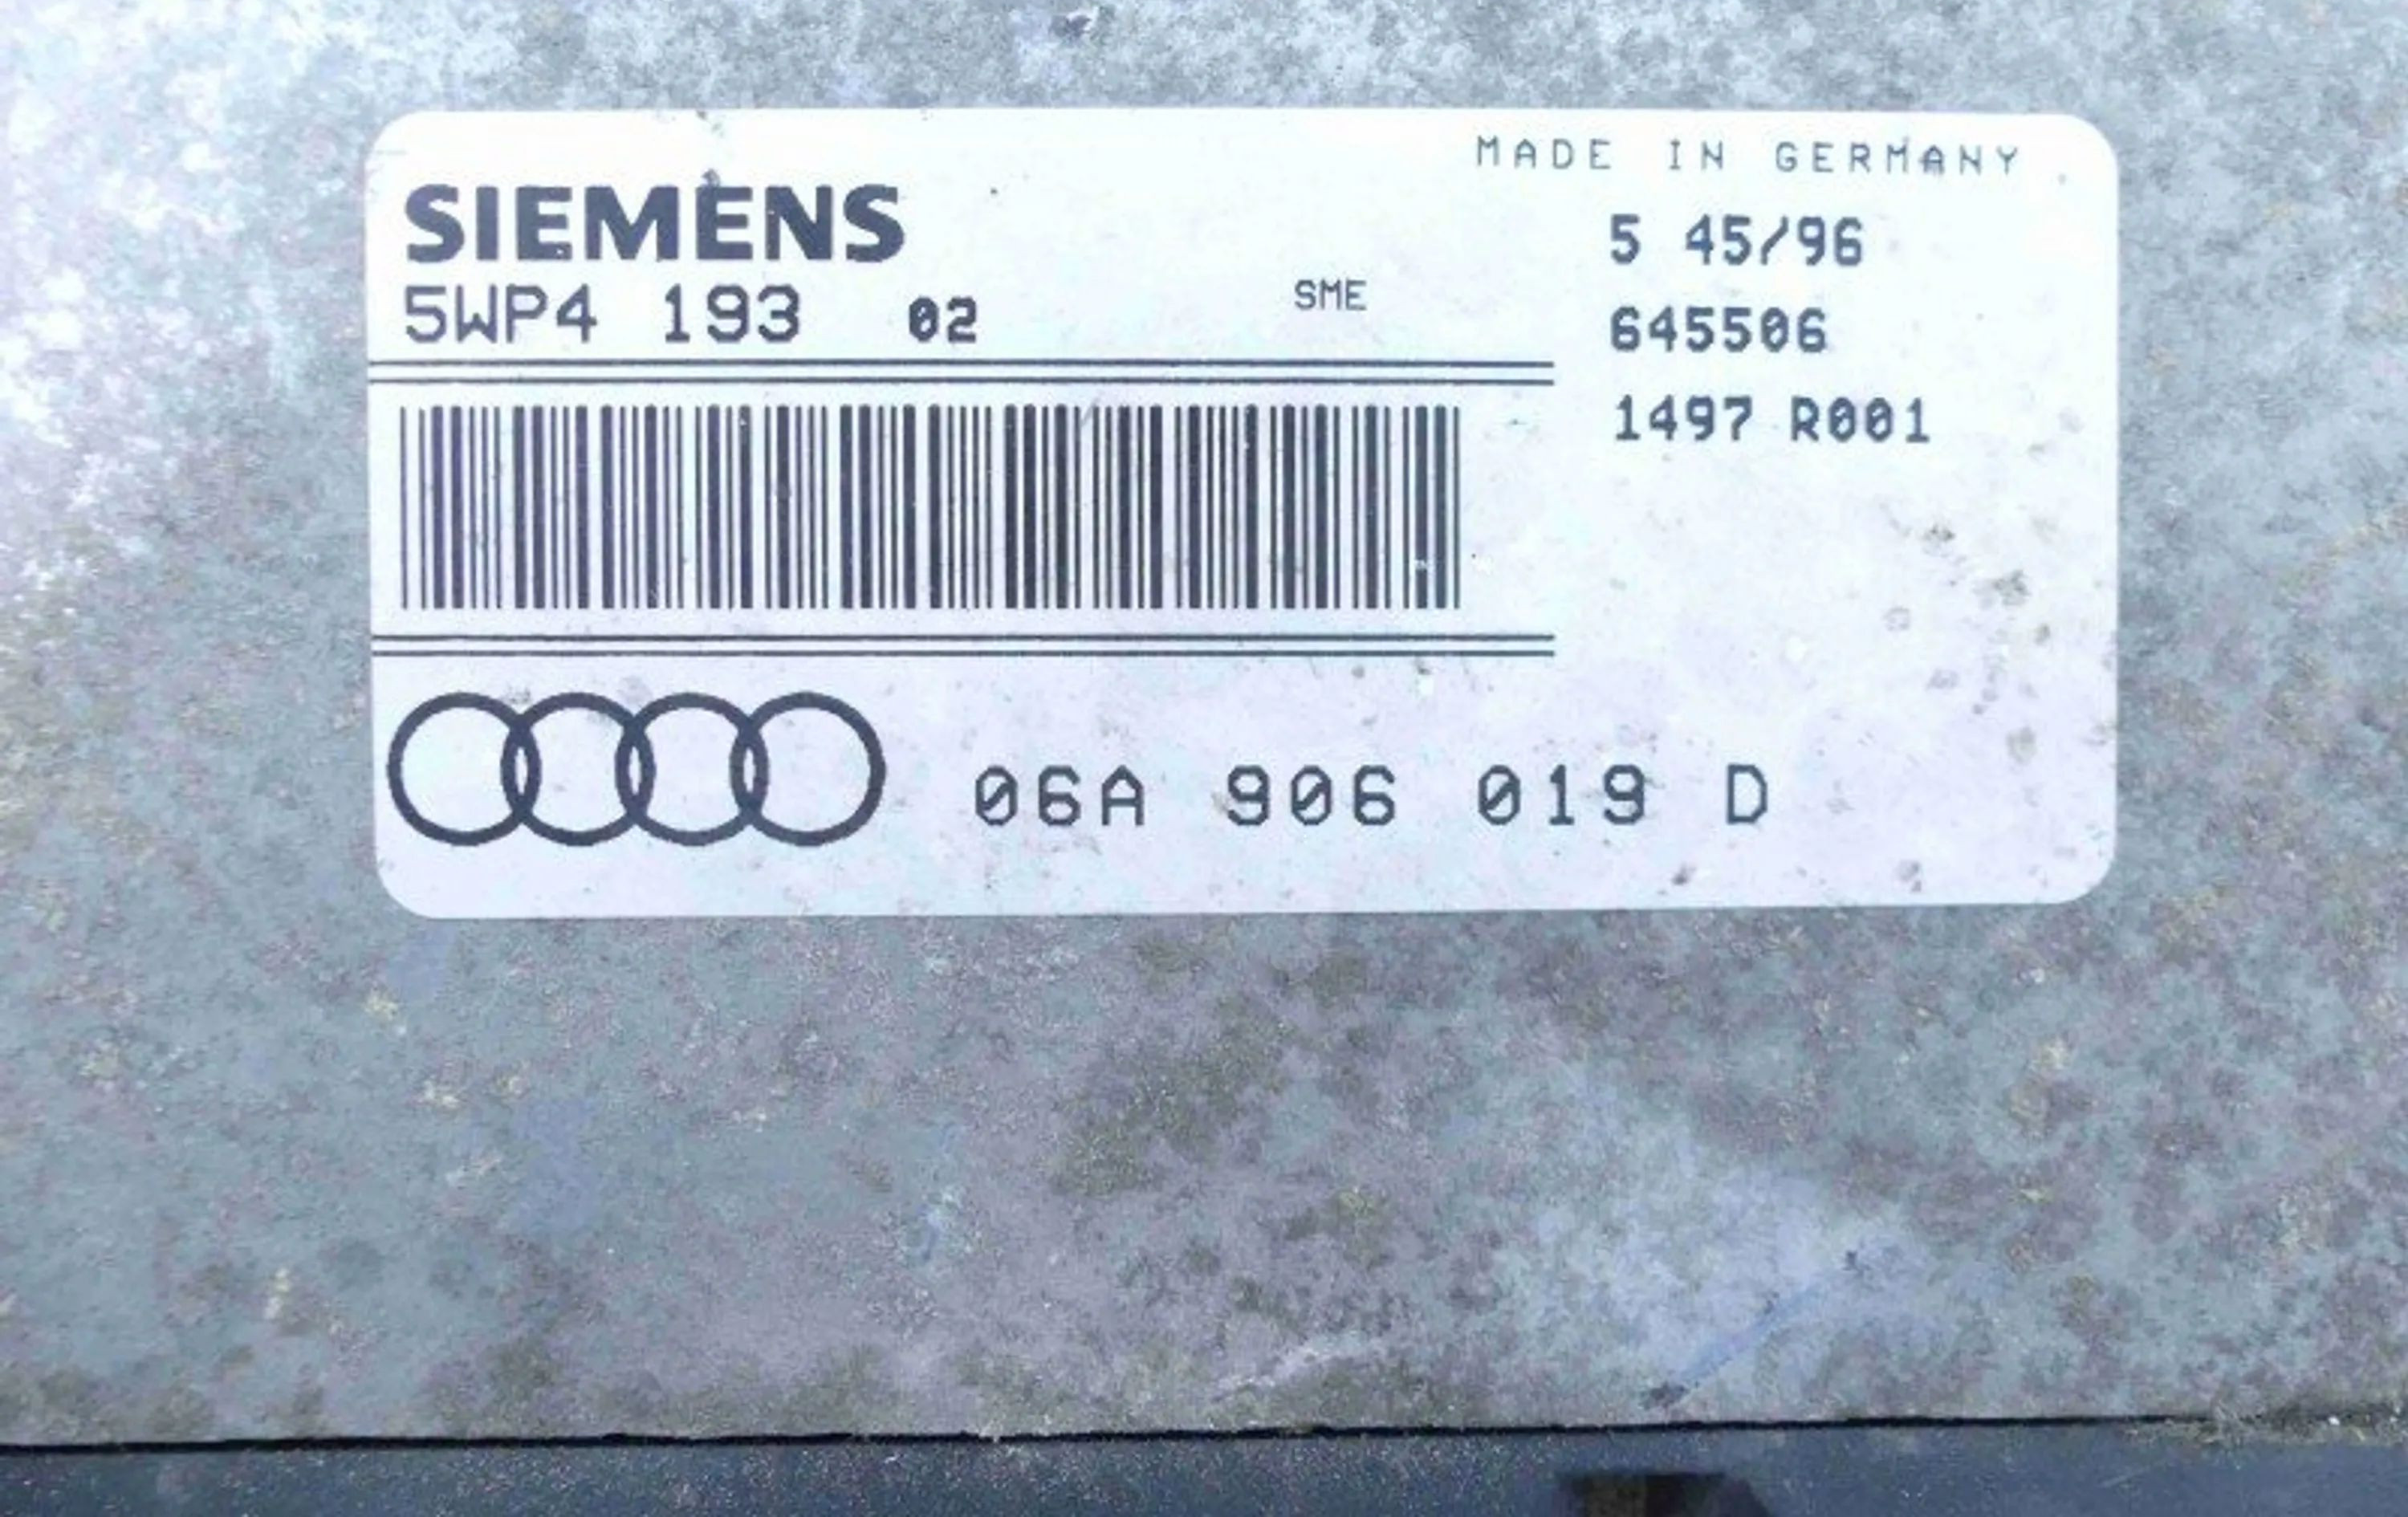 MADE IN GERMANY
SIEMENS
5 45/96
5WP4 193 02
SME
645506
1497 R001
06A 906 019 D